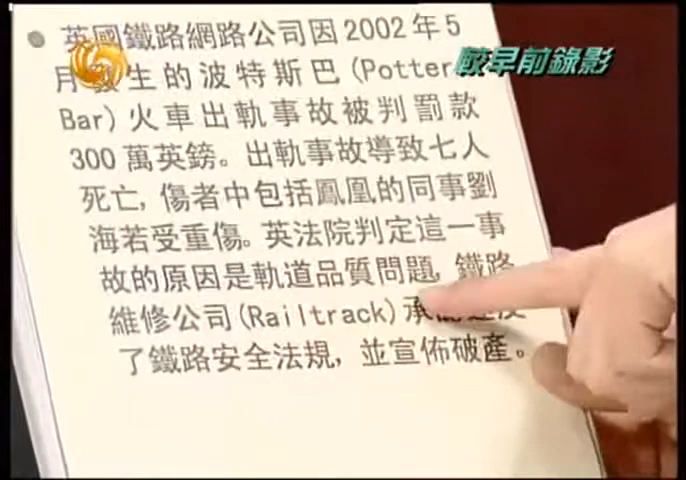 較早前錄影
英國鐵路網路公司因2002年5
月發生的波特斯巴(Potter
Bar)火車出軌事故被判罰款
300萬英鎊。出軌事故導致七人
死亡,傷者中包括鳳凰的同事劉
海若受重傷。英法院判定這一事
故的原因是軌道品質問題,鐵路
維修公司(Railtrack)承
了鐵路安全法規,並宣佈破產。